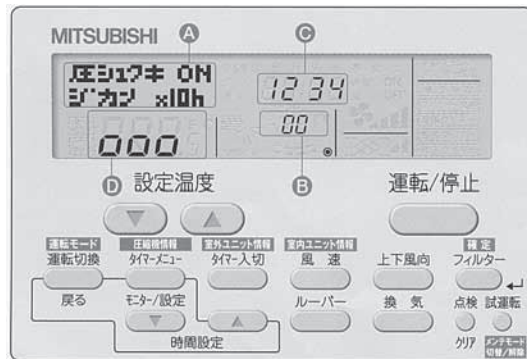 MITSUBISHI
A
C
圧シュクキ ON
ジカン x10h
1234
00
000
D
設定温度
B
運転/停止
運転モード
圧縮機情報
室外ユニット情報
室内ユニット情報
確定
運転切換
タイマーメニュー
タイマー入切
風速
上下風向
フィルター
戻る
モニター/設定
ルーバー
換気
点検
試運転
時間設定
クリア
メンテモード
切替/解除